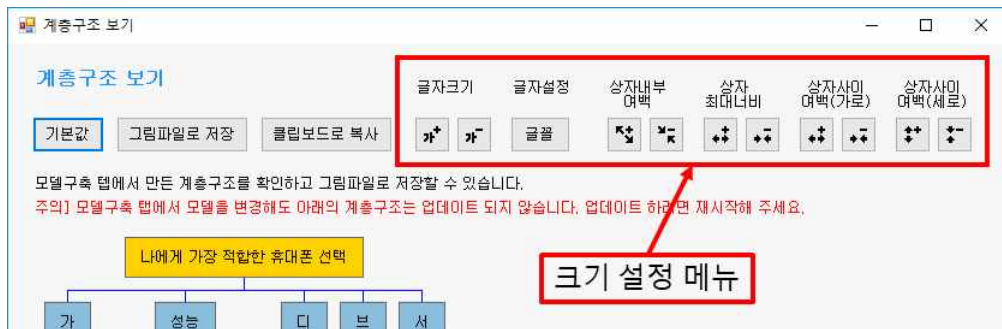 계층구조 보기
계층구조 보기
글자크기 글자설정 상자내부 여백 상자 최대너비 상자사이 여백(가로) 상자사이 여백(세로)
기본값 그림파일로 저장 클립보드로 복사 가+ 가- 글꼴
모델구축 텝에서 만든 계층구조를 확인하고 그림파일로 저장할 수 있습니다.
주의] 모델구축 탭에서 모델을 변경해도 아래의 계층구조는 업데이트 되지 않습니다. 업데이트 하려면 재시작해 주세요.
나에게 가장 적합한 휴대폰 선택
크기 설정 메뉴
가 성능 디 브 서